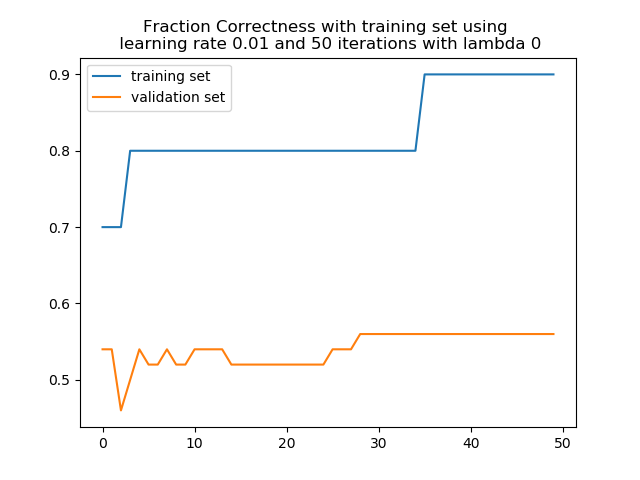 Fraction Correctness with training set using
learning rate 0.01 and 50 iterations with lambda 0
training set
validation set
0.9
0.8
0.7
0.6
0.5
0 10 20 30 40 50